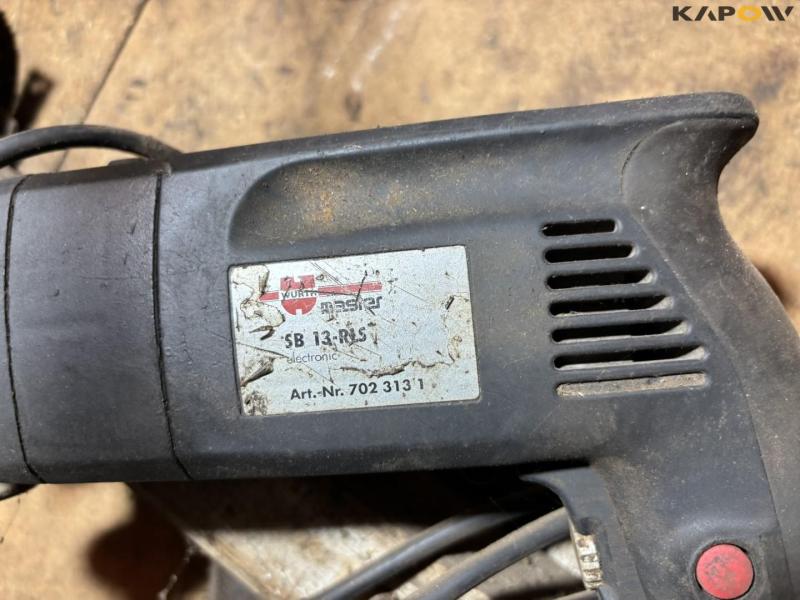 KAPOW
WÜRTH
master
SB 13-RLS
electronic
Art.-Nr. 702 313 1